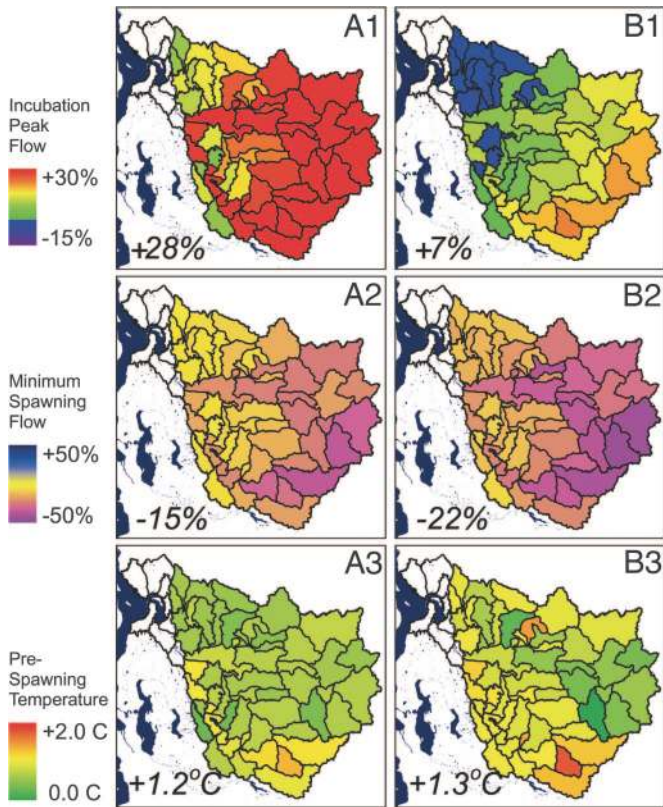 A1
B1
Incubation
Peak
Flow
+30%
-15%
+28%
+7%
A2
B2
Minimum
Spawning
Flow
+50%
-50%
-15%
-22%
A3
B3
Pre-
Spawning
Temperature
+2.0 C
0.0 C
+1.2°C
+1.3°C